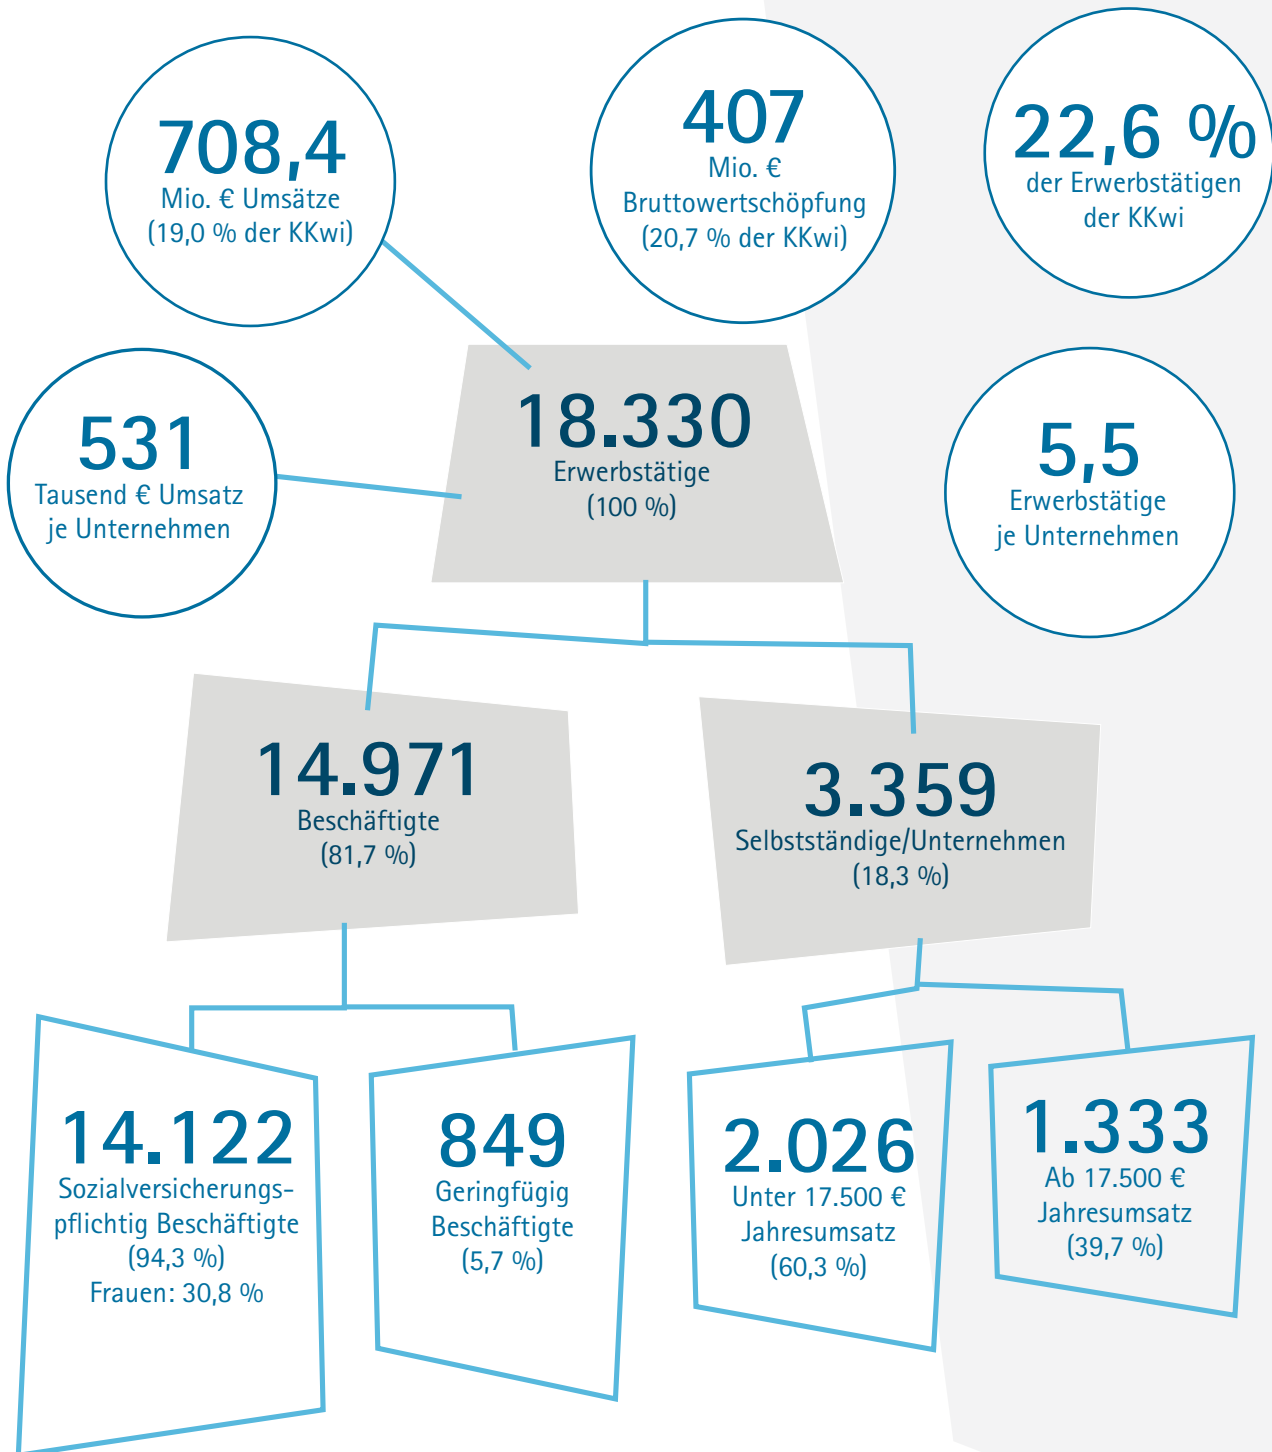 708,4
Mio. € Umsätze
(19,0 % der KKwi)
407
Mio. €
Bruttowertschöpfung
(20,7 % der KKwi)
22,6 %
der Erwerbstätigen
der KKwi
531
Tausend € Umsatz
je Unternehmen
18.330
Erwerbstätige
(100 %)
5,5
Erwerbstätige
je Unternehmen
14.971
Beschäftigte
(81,7 %)
3.359
Selbstständige/Unternehmen
(18,3 %)
14.122
Sozialversicherungs-
pflichtig Beschäftigte
(94,3 %)
Frauen: 30,8 %
849
Geringfügig
Beschäftigte
(5,7 %)
2.026
Unter 17.500 €
Jahresumsatz
(60,3 %)
1.333
Ab 17.500 €
Jahresumsatz
(39,7 %)